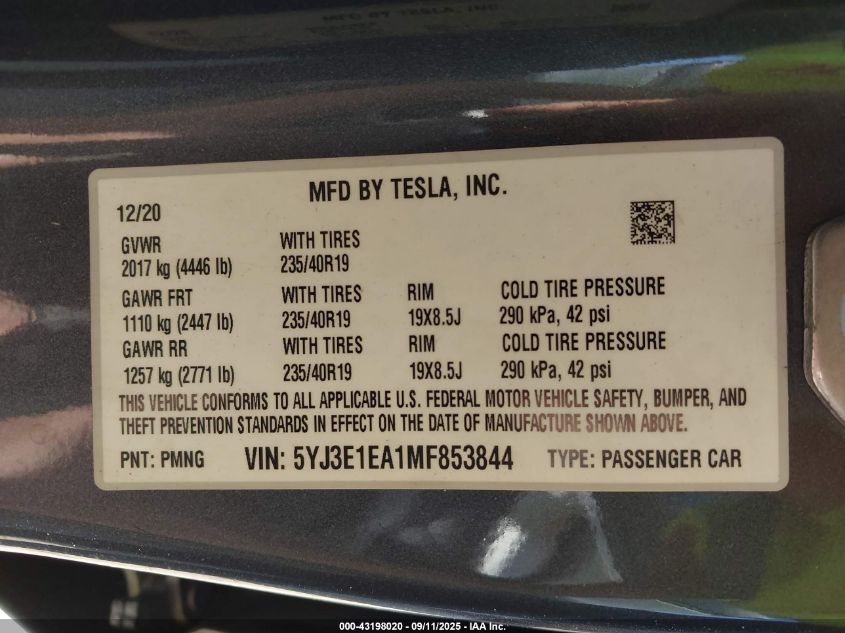 MFD BY TESLA, INC.
12/20
GVWR WITH TIRES
2017 kg (4446 lb) 235/40R19
GAWR FRT WITH TIRES RIM COLD TIRE PRESSURE
1110 kg (2447 lb) 235/40R19 19X8.5J 290 kPa, 42 psi
GAWR RR WITH TIRES RIM COLD TIRE PRESSURE
1257 kg (2771 lb) 235/40R19 19X8.5J 290 kPa, 42 psi
THIS VEHICLE CONFORMS TO ALL APPLICABLE U.S. FEDERAL MOTOR VEHICLE SAFETY, BUMPER, AND
THEFT PREVENTION STANDARDS IN EFFECT ON THE DATE OF MANUFACTURE SHOWN ABOVE.
PNT: PMNG VIN: 5YJ3E1EA1MF853844 TYPE: PASSENGER CAR
000-43198020 - 09/11/2025 - IAA Inc.